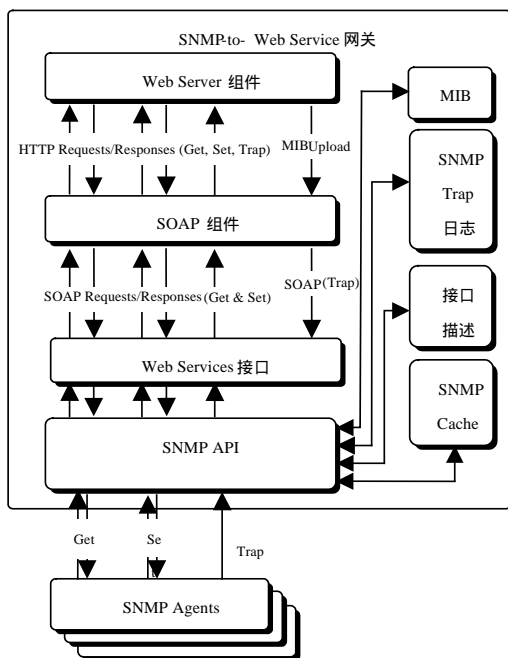 SNMP-to- Web Service 网关
Web Server 组件
MIB
HTTP Requests/Responses (Get, Set, Trap)
MIBUpload
SNMP
Trap
日志
SOAP 组件
SOAP Requests/Responses (Get & Set)
SOAP(Trap)
接口
描述
Web Services 接口
SNMP
Cache
SNMP API
Get
Se
t
Trap
SNMP Agents